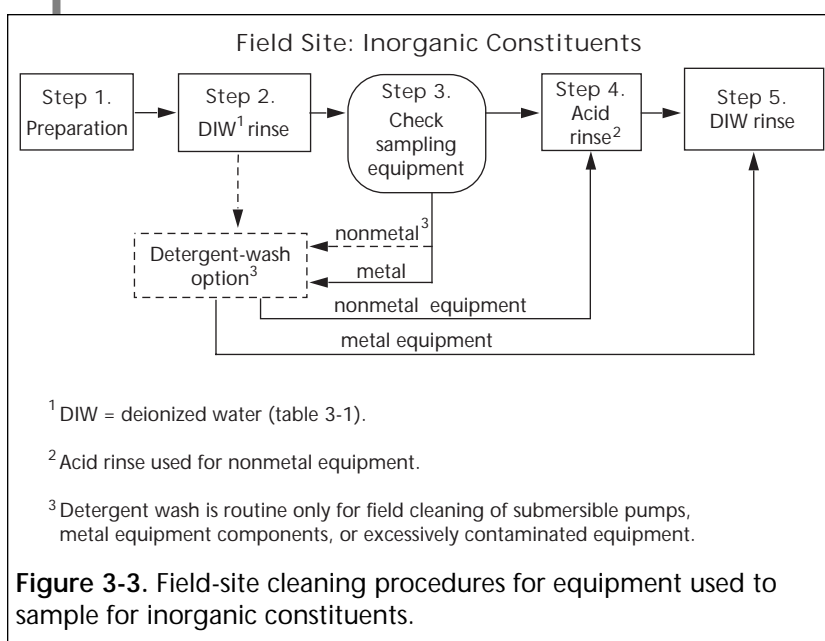 Field Site: Inorganic Constituents
Step 1.
Preparation
Step 2.
DIW¹ rinse
Step 3.
Check
sampling
equipment
Step 4.
Acid
rinse²
Step 5.
DIW rinse
nonmetal³
metal
Detergent-wash
option³
nonmetal equipment
metal equipment
¹ DIW = deionized water (table 3-1).
² Acid rinse used for nonmetal equipment.
³ Detergent wash is routine only for field cleaning of submersible pumps,
metal equipment components, or excessively contaminated equipment.
Figure 3-3. Field-site cleaning procedures for equipment used to
sample for inorganic constituents.